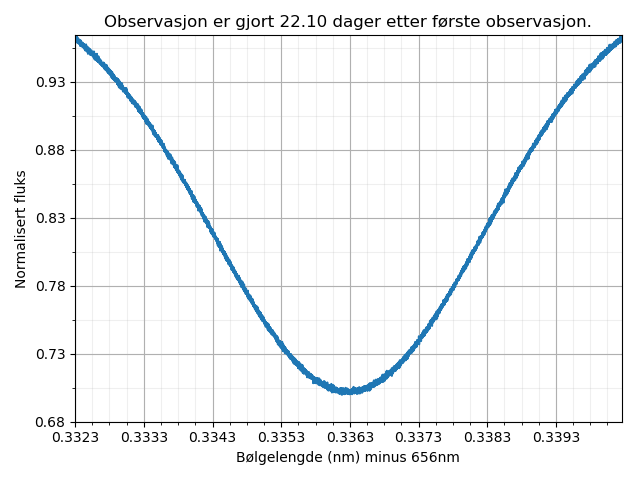 Observasjon er gjort 22.10 dager etter første observasjon.
Normalisert fluks
0.93
0.88
0.83
0.78
0.73
0.68
0.3323 0.3333 0.3343 0.3353 0.3363 0.3373 0.3383 0.3393
Bølgelengde (nm) minus 656nm